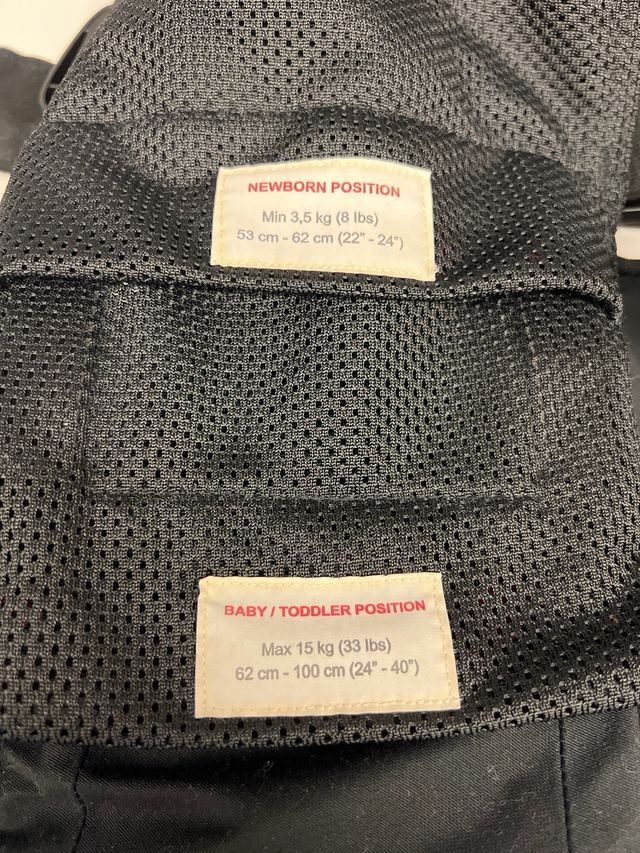 NEWBORN POSITION
Min 3,5 kg (8 lbs)
53 cm - 62 cm (22" - 24")
BABY / TODDLER POSITION
Max 15 kg (33 lbs)
62 cm - 100 cm (24" - 40")